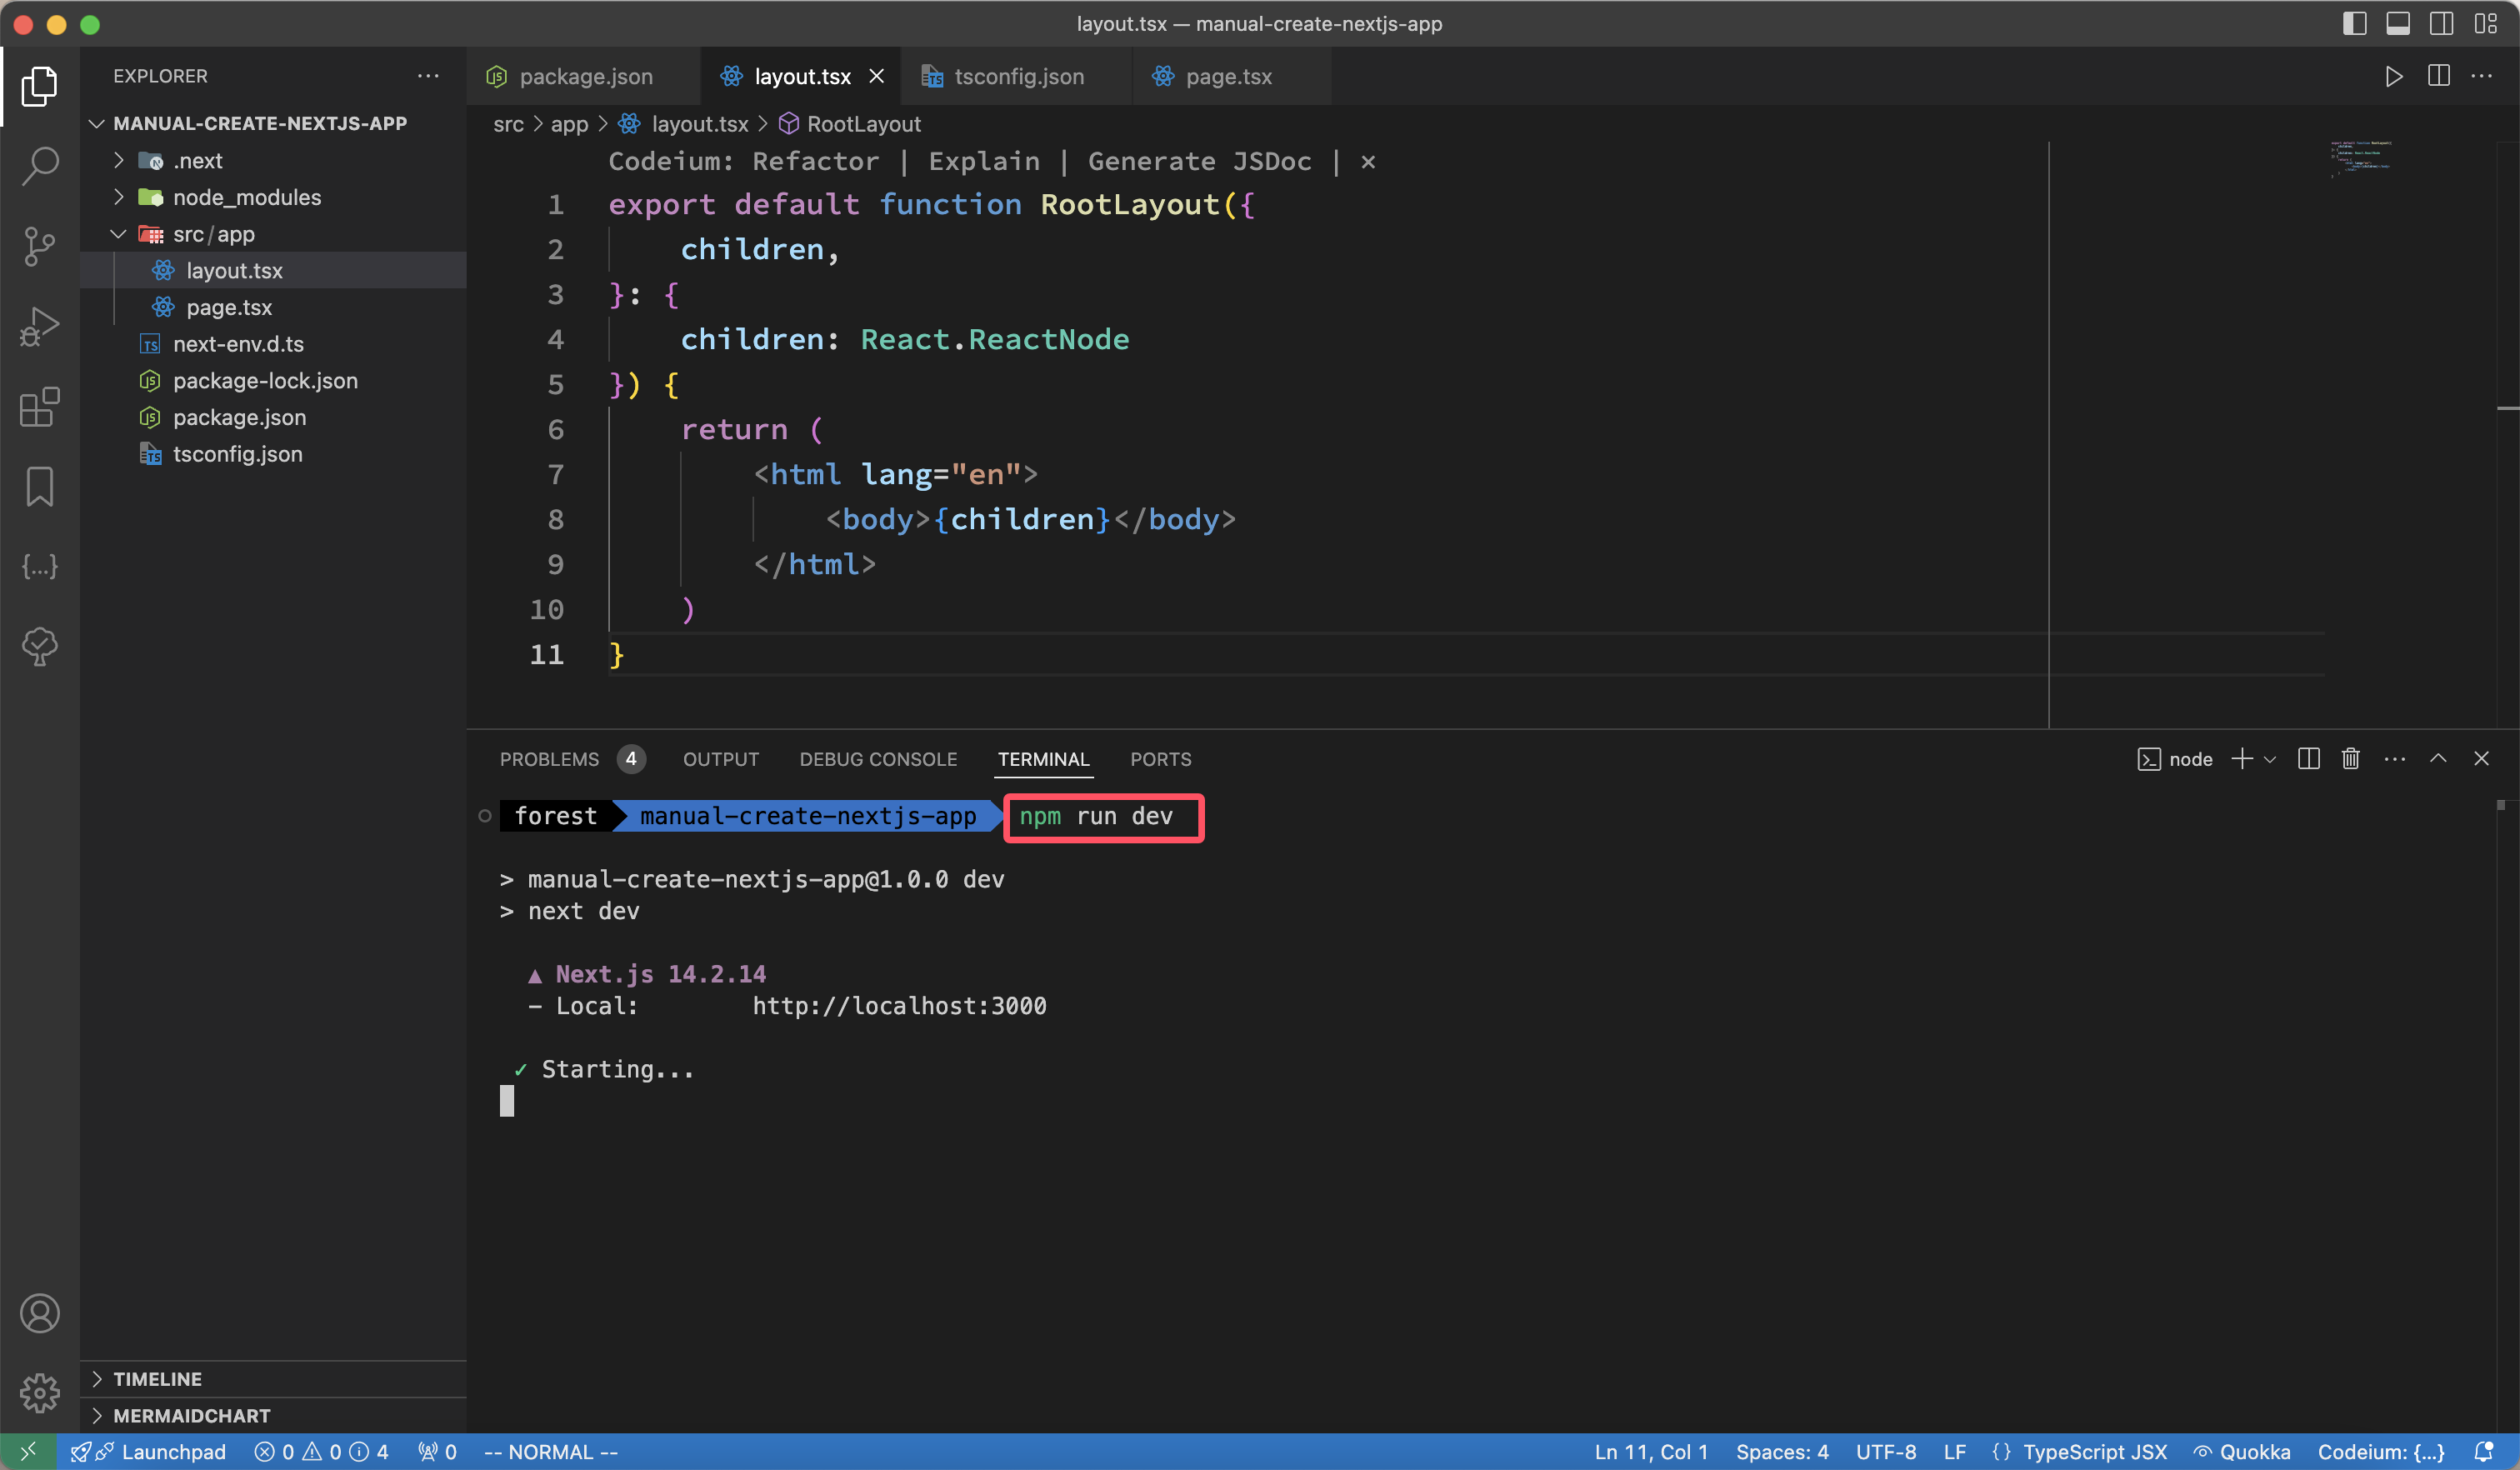 layout.tsx — manual-create-nextjs-app
EXPLORER
MANUAL-CREATE-NEXTJS-APP
.next
node_modules
src/app
layout.tsx
page.tsx
next-env.d.ts
package-lock.json
package.json
tsconfig.json
TIMELINE
MERMAIDCHART
package.json
layout.tsx
tsconfig.json
page.tsx
src > app > layout.tsx > RootLayout
Codeium: Refactor | Explain | Generate JSDoc | ×
1 export default function RootLayout({
2 children,
3 }: {
4 children: React.ReactNode
5 }) {
6 return (
7 <html lang="en">
8 <body>{children}</body>
9 </html>
10 )
11 }
PROBLEMS 4 OUTPUT DEBUG CONSOLE TERMINAL PORTS
node
forest manual-create-nextjs-app npm run dev
> manual-create-nextjs-app@1.0.0 dev
> next dev
▲ Next.js 14.2.14
- Local: http://localhost:3000
✓ Starting...
Launchpad 0 0 4 0 -- NORMAL -- Ln 11, Col 1 Spaces: 4 UTF-8 LF {} TypeScript JSX Quokka Codeium: {...}